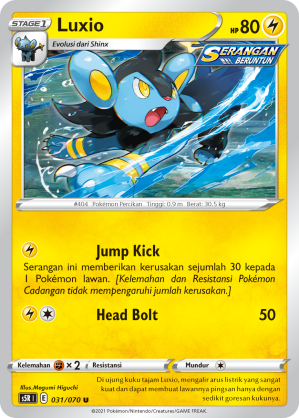 STAGE 1 Luxio HP 80
Evolusi dari Shinx
SERANGAN
BERUNTUN
#404 Pokémon Percikan Tinggi: 0.9 m Berat: 30.5 kg
Jump Kick
Serangan ini memberikan kerusakan sejumlah 30 kepada
1 Pokémon lawan. [Kelemahan dan Resistansi Pokémon
Cadangan tidak mempengaruhi jumlah kerusakan.]
Head Bolt 50
Kelemahan ×2 Resistansi Mundur
Illus. Megumi Higuchi
s5R I E 031/070 U
Di ujung kuku tajam Luxio, mengalir arus listrik yang sangat
kuat dan dapat membuat lawannya pingsan hanya dengan
sedikit goresan cakarnya.
©2021 Pokémon/Nintendo/Creatures/GAME FREAK